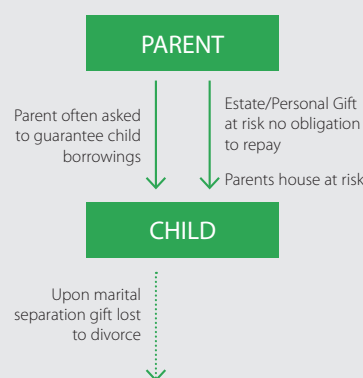 PARENT
Parent often asked
to guarantee child
borrowings
Estate/Personal Gift
at risk no obligation
to repay
Parents house at risk
CHILD
Upon marital
separation gift lost
to divorce